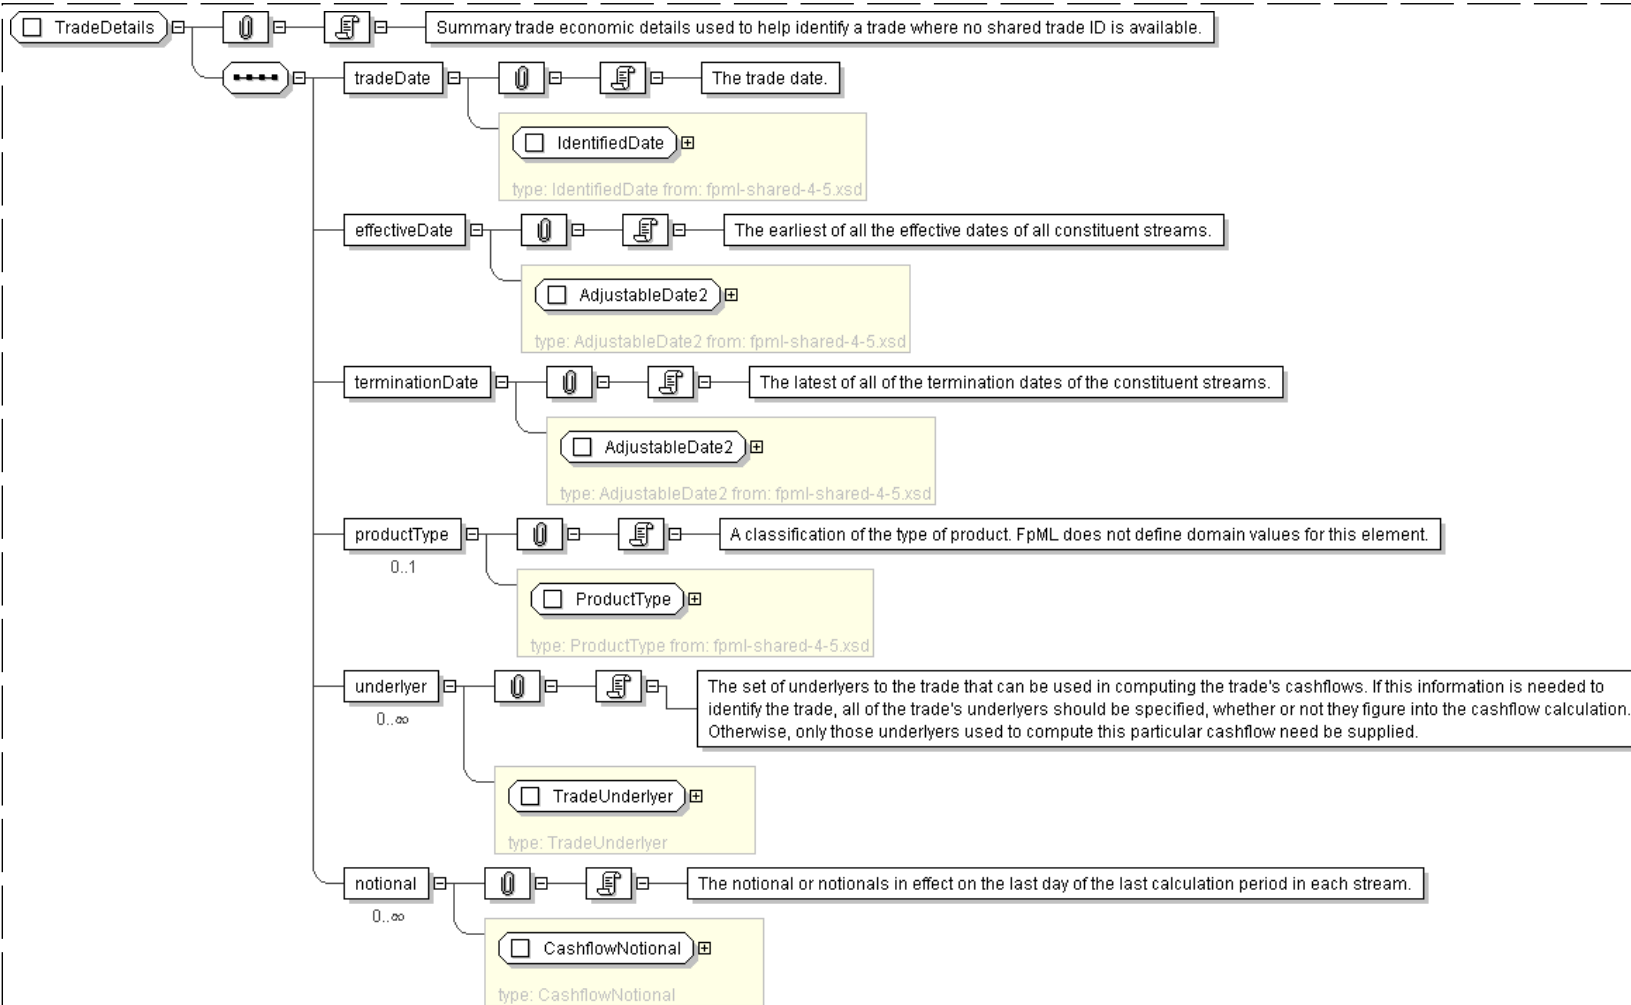 TradeDetails
Summary trade economic details used to help identify a trade where no shared trade ID is available.
tradeDate
The trade date.
IdentifiedDate
type: IdentifiedDate from: fpml-shared-4-5.xsd
effectiveDate
The earliest of all the effective dates of all constituent streams.
AdjustableDate2
type: AdjustableDate2 from: fpml-shared-4-5.xsd
terminationDate
The latest of all of the termination dates of the constituent streams.
AdjustableDate2
type: AdjustableDate2 from: fpml-shared-4-5.xsd
productType
A classification of the type of product. FpML does not define domain values for this element.
0..1
ProductType
type: ProductType from: fpml-shared-4-5.xsd
underlyer
The set of underlyers to the trade that can be used in computing the trade's cashflows. If this information is needed to
identify the trade, all of the trade's underlyers should be specified, whether or not they figure into the cashflow calculation.
Otherwise, only those underlyers used to compute this particular cashflow need be supplied.
0..∞
TradeUnderlyer
type: TradeUnderlyer
notional
The notional or notionals in effect on the last day of the last calculation period in each stream.
0..∞
CashflowNotional
type: CashflowNotional